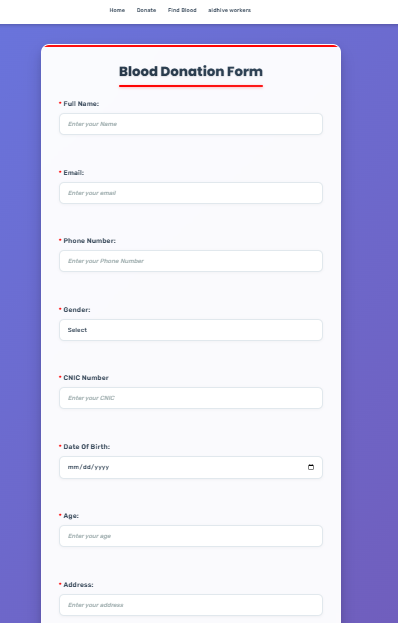 Home Donate Find Blood aidhive workers
Blood Donation Form
* Full Name:
Enter your Name
* Email:
Enter your email
* Phone Number:
Enter your Phone Number
* Gender:
Select
* CNIC Number
Enter your CNIC
* Date Of Birth:
mm/dd/yyyy
* Age:
Enter your age
* Address:
Enter your address